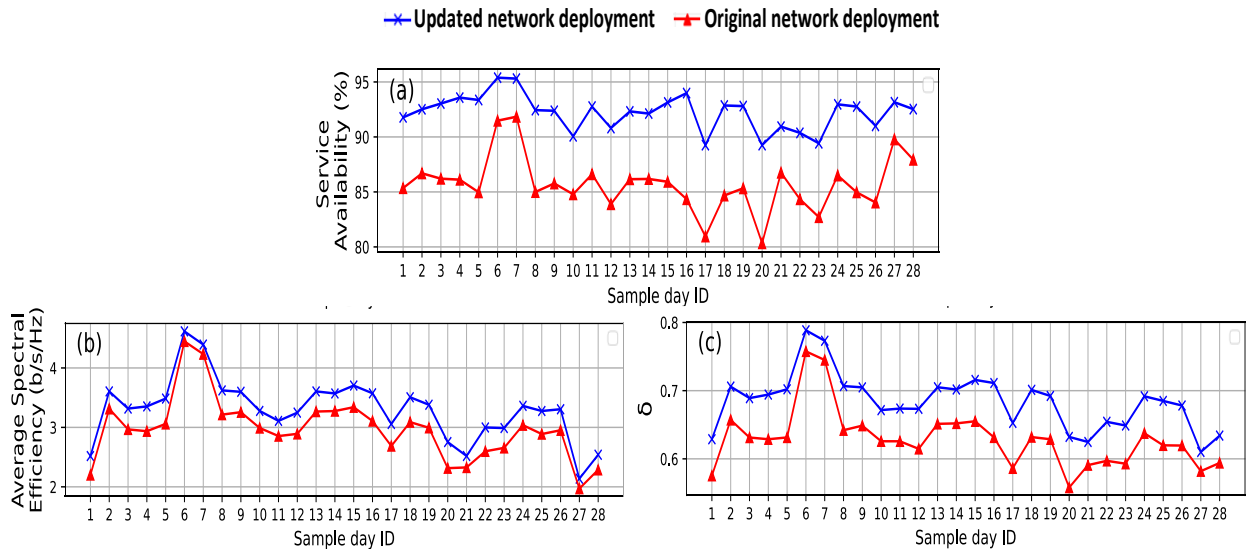 Updated network deployment Original network deployment
(a)
Service
Availability (%)
95
90
85
80
1 2 3 4 5 6 7 8 9 10 11 12 13 14 15 16 17 18 19 20 21 22 23 24 25 26 27 28
Sample day ID
(b)
Average Spectral
Efficiency (b/s/Hz)
4
3
2
1 2 3 4 5 6 7 8 9 10 11 12 13 14 15 16 17 18 19 20 21 22 23 24 25 26 27 28
Sample day ID
(c)
δ
0.8
0.7
0.6
1 2 3 4 5 6 7 8 9 10 11 12 13 14 15 16 17 18 19 20 21 22 23 24 25 26 27 28
Sample day ID